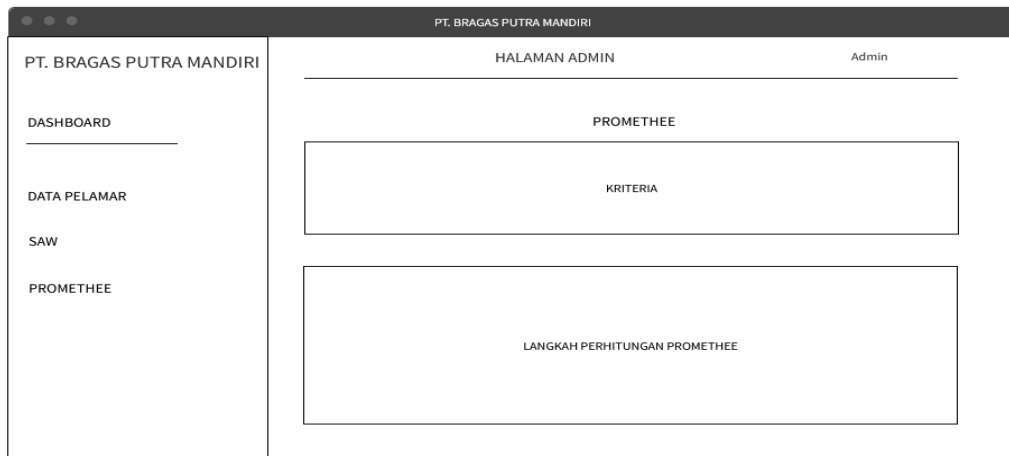 PT. BRAGAS PUTRA MANDIRI
PT. BRAGAS PUTRA MANDIRI
DASHBOARD
DATA PELAMAR
SAW
PROMETHEE
HALAMAN ADMIN
Admin
PROMETHEE
KRITERIA
LANGKAH PERHITUNGAN PROMETHEE